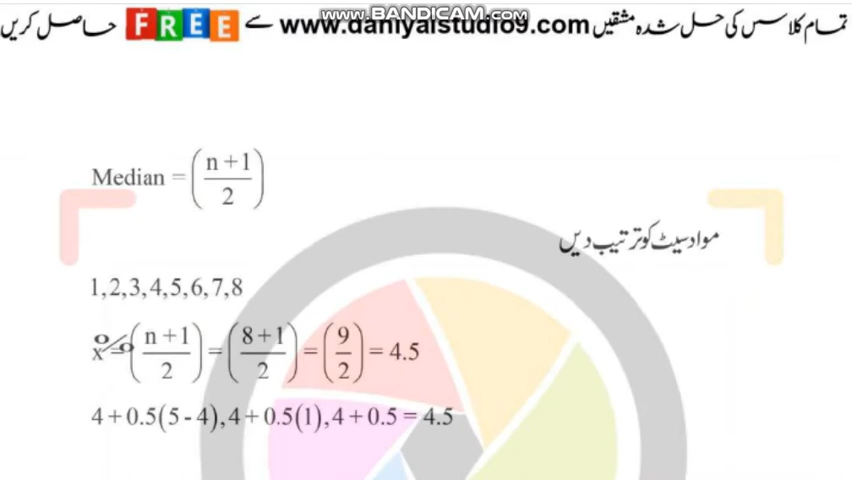 www.BANDICAM.com
تمام کلاسس کی حل شدہ مشقیں www.daniyalstudio9.com سے FREE حاصل کریں
Median = ((n+1)/2)
مواد سیٹ کو ترتیب دیں
1,2,3,4,5,6,7,8
x% = ((n+1)/2) = ((8+1)/2) = (9/2) = 4.5
4+0.5(5-4),4+0.5(1),4+0.5=4.5